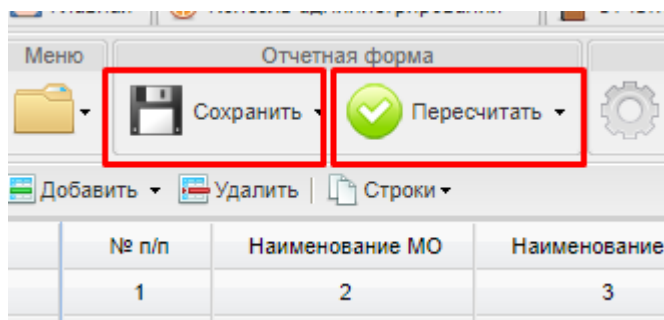 Меню
Отчетная форма
Сохранить
Пересчитать
Добавить
Удалить
Строки
№ п/п
Наименование МО
Наименование
1
2
3